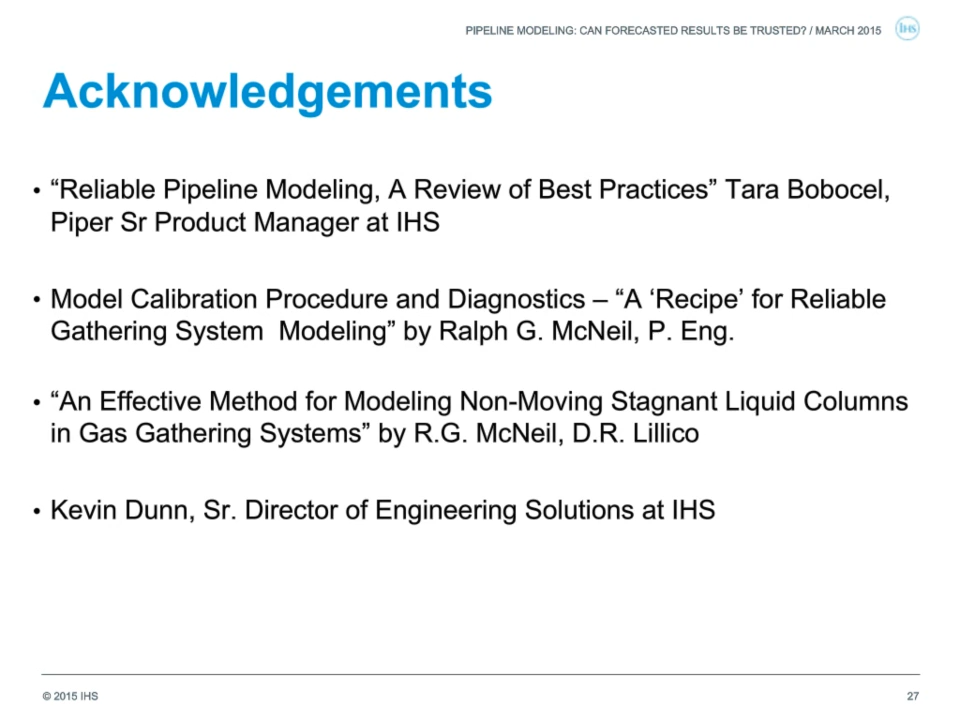 PIPELINE MODELING: CAN FORECASTED RESULTS BE TRUSTED? / MARCH 2015
IHS
Acknowledgements
• “Reliable Pipeline Modeling, A Review of Best Practices” Tara Bobocel,
Piper Sr Product Manager at IHS
• Model Calibration Procedure and Diagnostics – “A ‘Recipe’ for Reliable
Gathering System  Modeling” by Ralph G. McNeil, P. Eng.
• “An Effective Method for Modeling Non-Moving Stagnant Liquid Columns
in Gas Gathering Systems” by R.G. McNeil, D.R. Lillico
• Kevin Dunn, Sr. Director of Engineering Solutions at IHS
© 2015 IHS
27